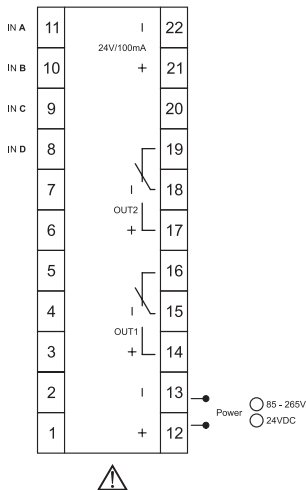 IN A 11 − 22
24V/100mA
IN B 10 + 21
IN C 9 20
IN D 8 19
7 − 18
OUT2
6 + 17
5 16
4 − 15
OUT1
3 + 14
2 − 13
Power
85 - 265V
24VDC
1 + 12